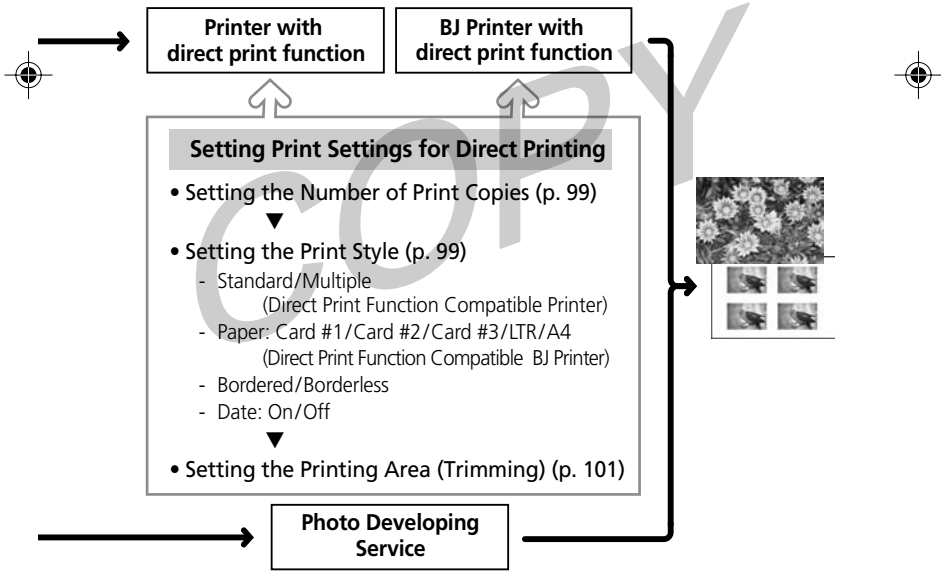 Printer with
direct print function
BJ Printer with
direct print function
Setting Print Settings for Direct Printing
• Setting the Number of Print Copies (p. 99)
▼
• Setting the Print Style (p. 99)
- Standard/Multiple
(Direct Print Function Compatible Printer)
- Paper: Card #1/Card #2/Card #3/LTR/A4
(Direct Print Function Compatible BJ Printer)
- Bordered/Borderless
- Date: On/Off
▼
• Setting the Printing Area (Trimming) (p. 101)
Photo Developing
Service
COPY